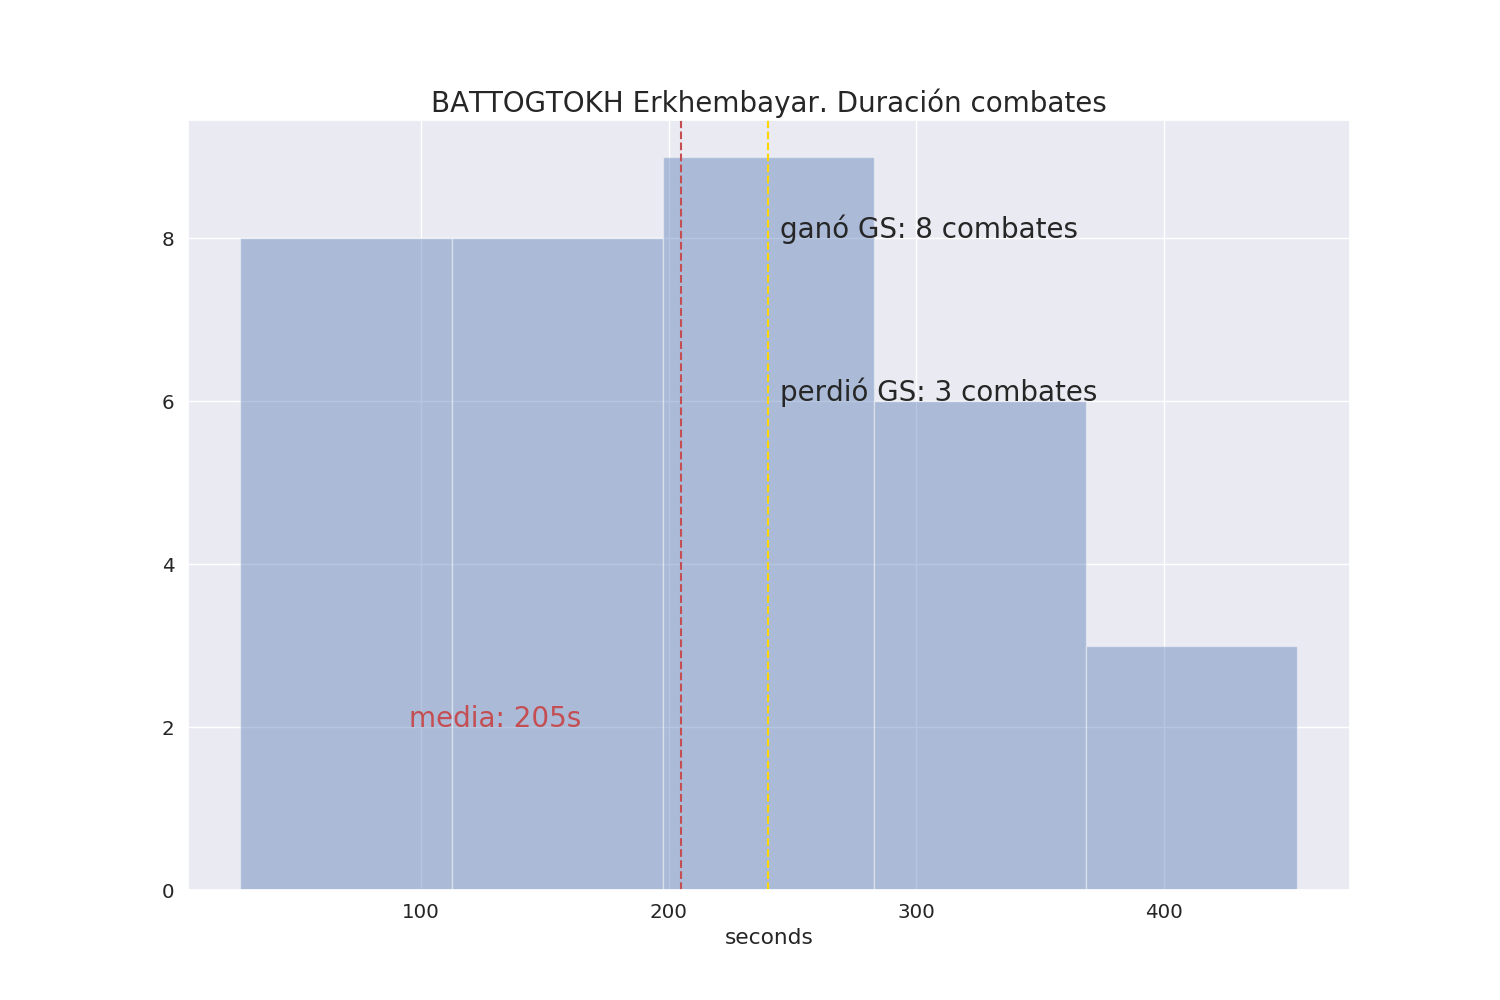 BATTOGTOKH Erkhembayar. Duración combates
ganó GS: 8 combates
perdió GS: 3 combates
media: 205s
8
6
4
2
0
100 200 300 400
seconds